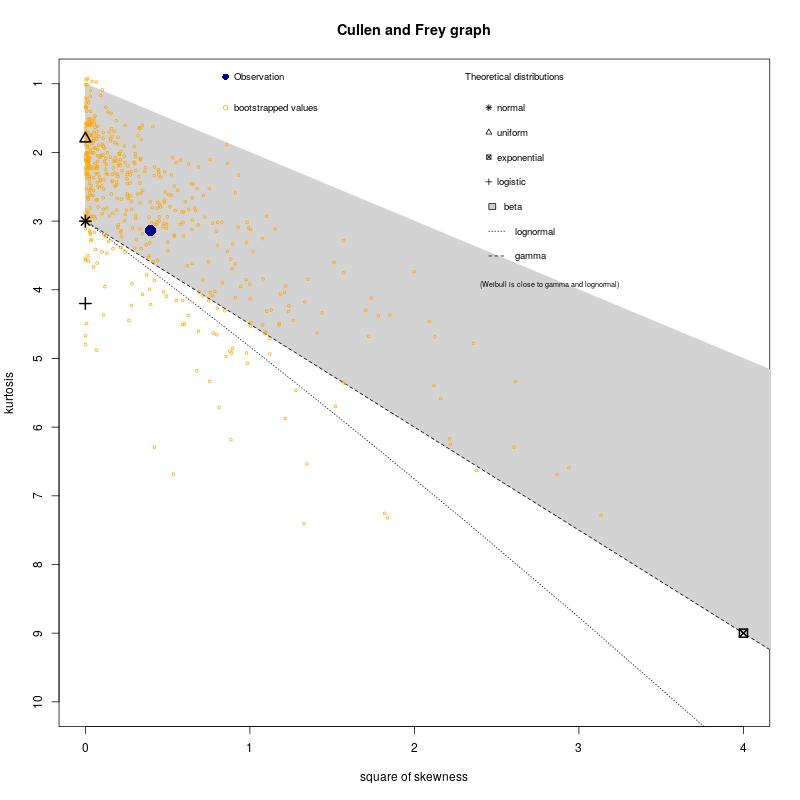 Cullen and Frey graph
Observation
bootstrapped values
Theoretical distributions
normal
uniform
exponential
logistic
beta
lognormal
gamma
(Weibull is close to gamma and lognormal)
kurtosis
1
2
3
4
5
6
7
8
9
10
0 1 2 3 4
square of skewness